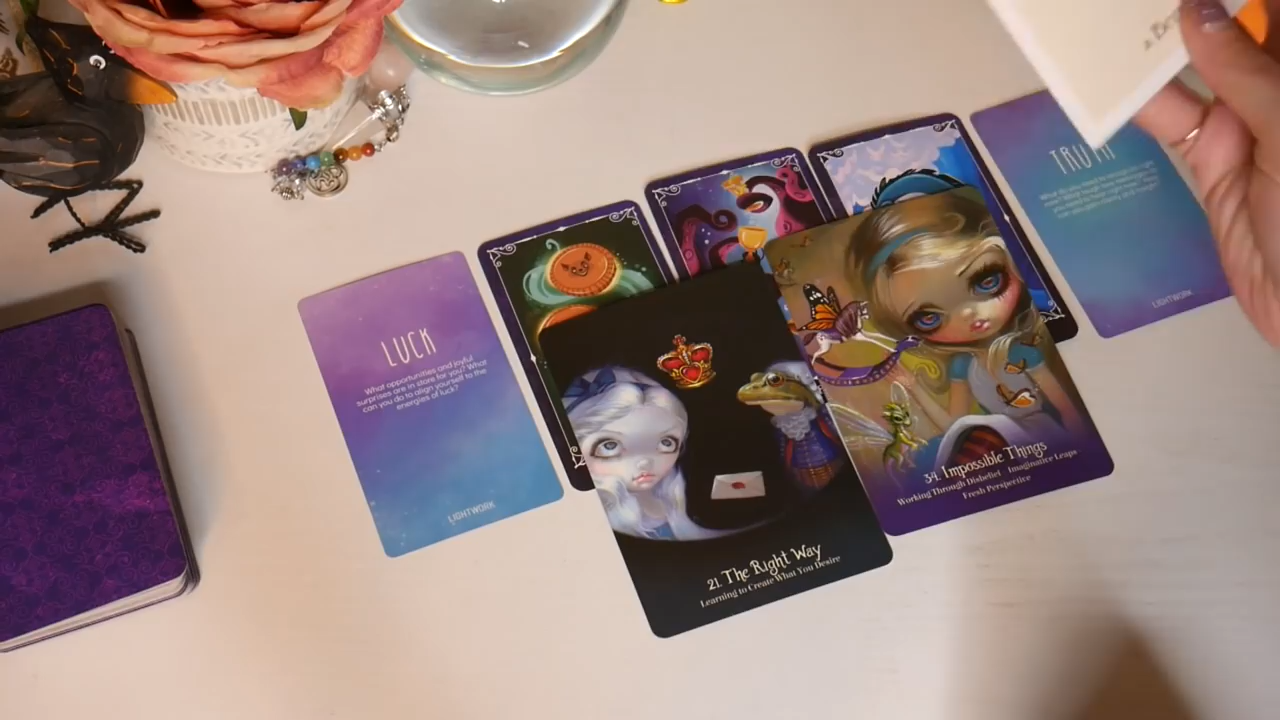 LUCK
What opportunities and joyful
surprises are in store for you? What
can you do to align yourself to the
energies of luck?
LIGHTWORK
21. The Right Way
Learning to Create What You Desire
34. Impossible Things
Working Through Disbelief Imaginative Leaps
Fresh Perspective
TRUTH
LIGHTWORK